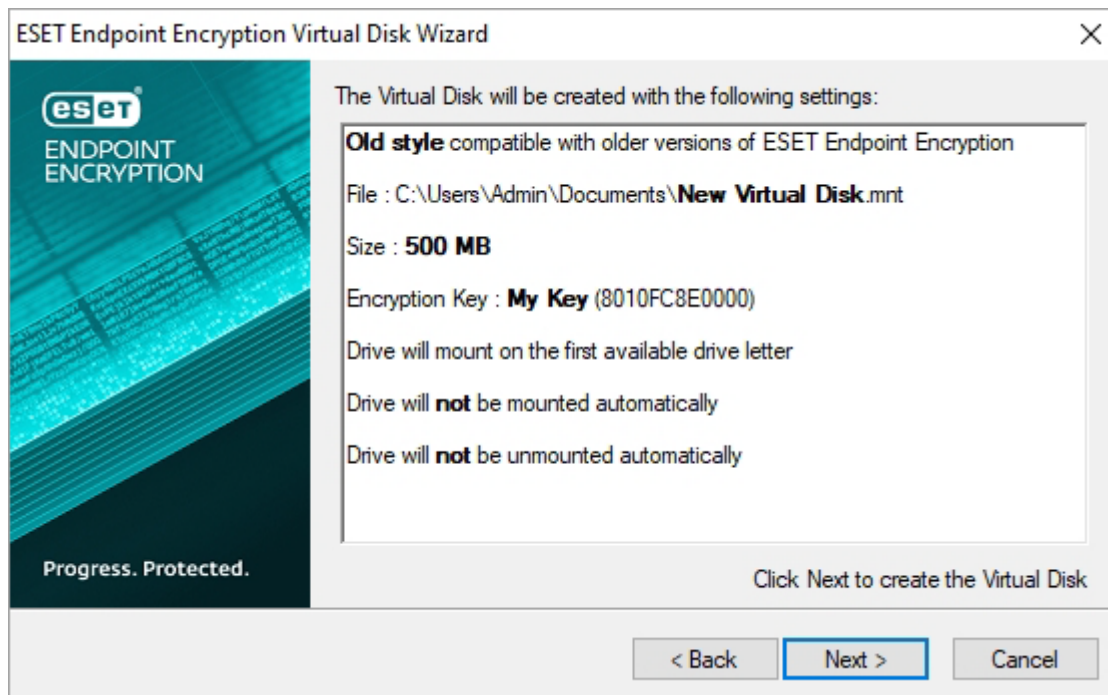 ESET Endpoint Encryption Virtual Disk Wizard
eset
ENDPOINT
ENCRYPTION
Progress. Protected.
The Virtual Disk will be created with the following settings:
Old style compatible with older versions of ESET Endpoint Encryption
File : C:\Users\Admin\Documents\New Virtual Disk.mnt
Size : 500 MB
Encryption Key : My Key (8010FC8E0000)
Drive will mount on the first available drive letter
Drive will not be mounted automatically
Drive will not be unmounted automatically
Click Next to create the Virtual Disk
< Back
Next >
Cancel